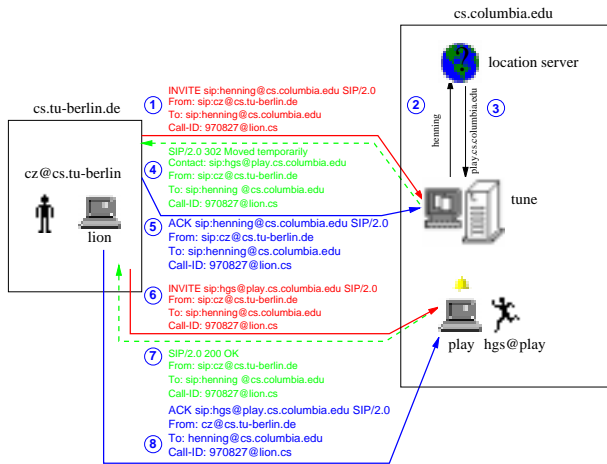 cs.columbia.edu
location server
2
3
henning
play.cs.columbia.edu
tune
cs.tu-berlin.de
cz@cs.tu-berlin
lion
1
INVITE sip:henning@cs.columbia.edu SIP/2.0
From: sip:cz@cs.tu-berlin.de
To: sip:henning@cs.columbia.edu
Call-ID: 970827@lion.cs
4
SIP/2.0 302 Moved temporarily
Contact: sip:hgs@play.cs.columbia.edu
From: sip:cz@cs.tu-berlin.de
To: sip:henning @cs.columbia.edu
Call-ID: 970827@lion.cs
5
ACK sip:henning@cs.columbia.edu SIP/2.0
From: sip:cz@cs.tu-berlin.de
To: sip:henning@cs.columbia.edu
Call-ID: 970827@lion.cs
6
INVITE sip:hgs@play.cs.columbia.edu SIP/2.0
From: sip:cz@cs.tu-berlin.de
To: sip:henning@cs.columbia.edu
Call-ID: 970827@lion.cs
play hgs@play
7
SIP/2.0 200 OK
From: sip:cz@cs.tu-berlin.de
To: sip:henning @cs.columbia.edu
Call-ID: 970827@lion.cs
8
ACK sip:hgs@play.cs.columbia.edu SIP/2.0
From: cz@cs.tu-berlin.de
To: henning@cs.columbia.edu
Call-ID: 970827@lion.cs